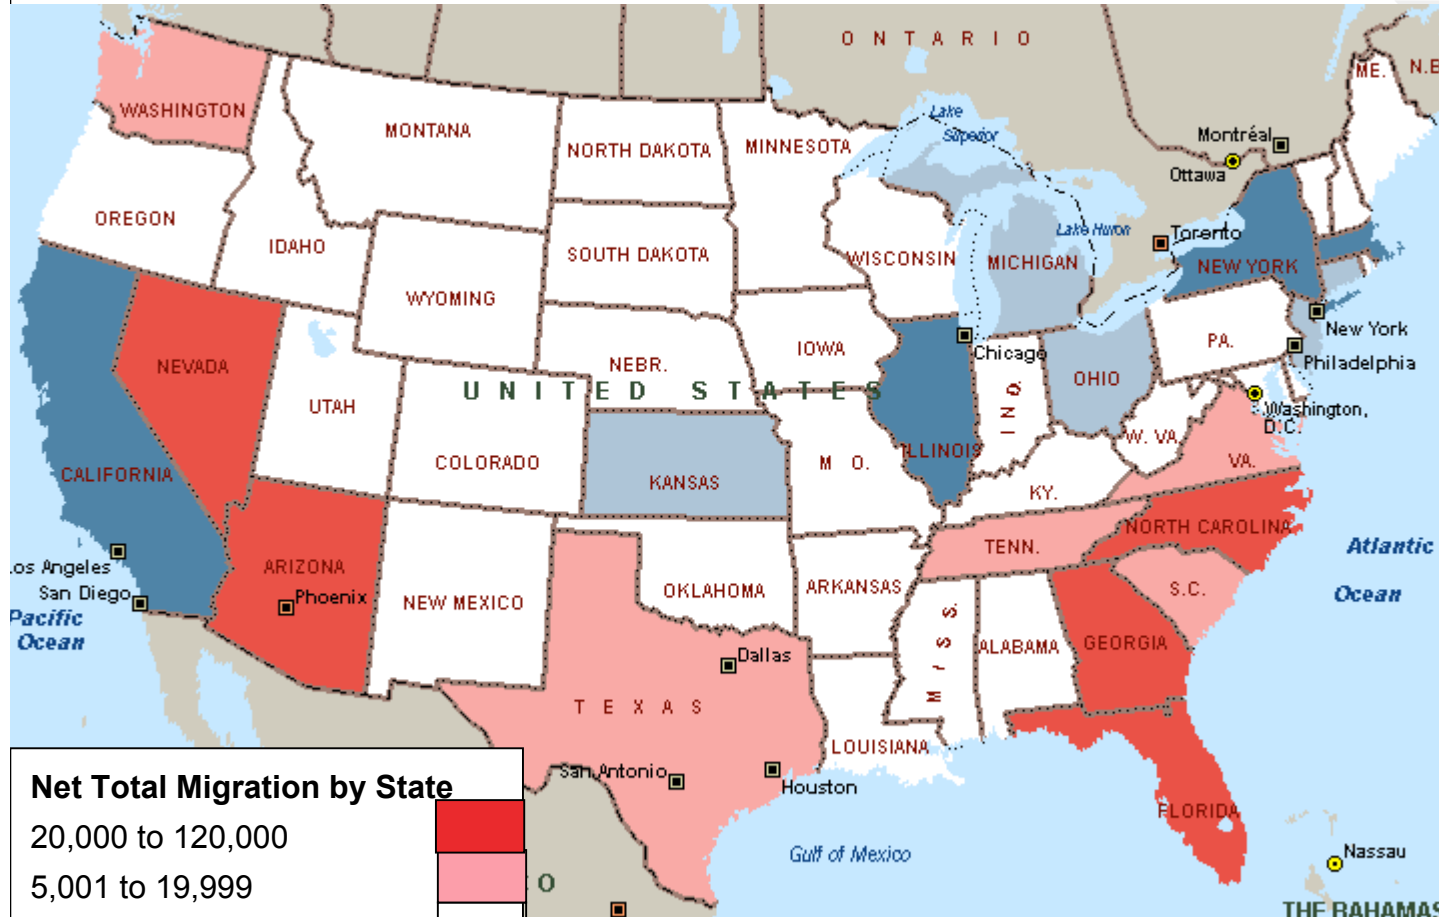 ONTARIO
ME.
N.B
WASHINGTON
MONTANA
NORTH DAKOTA
MINNESOTA
Lake
Superior
Montréal
Ottawa
OREGON
IDAHO
SOUTH DAKOTA
WISCONSIN
MICHIGAN
Lake Huron
Toronto
NEW YORK
WYOMING
NEVADA
NEBR.
IOWA
Chicago
IND.
OHIO
PA.
New York
Philadelphia
UNITED STATES
UTAH
Washington,
D.C.
CALIFORNIA
COLORADO
KANSAS
M O.
ILLINOIS
W. VA
VA.
KY.
NORTH CAROLINA
TENN.
Atlantic
Ocean
os Angeles
San Diego
Pacific
Ocean
ARIZONA
Phoenix
NEW MEXICO
OKLAHOMA
ARKANSAS
S.C.
MISS.
ALABAMA
GEORGIA
Dallas
TEXAS
LOUISIANA
San Antonio
Houston
FLORIDA
Gulf of Mexico
Nassau
THE BAHAMAS
Net Total Migration by State
20,000 to 120,000
5,001 to 19,999
O